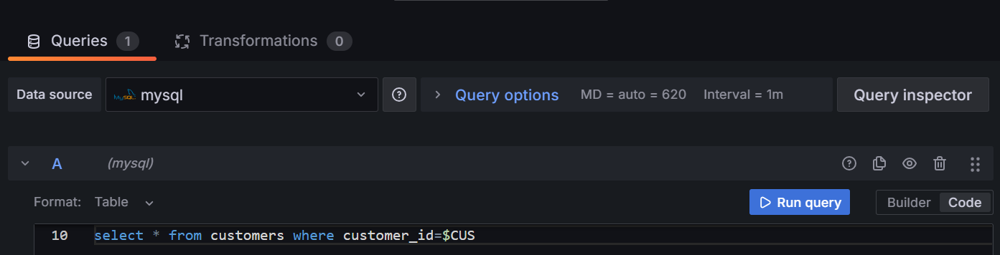 Queries 1 Transformations 0
Data source MySQL mysql Query options MD = auto = 620 Interval = 1m Query inspector
A (mysql)
Format: Table Run query Builder Code
10 select * from customers where customer_id=$CUS